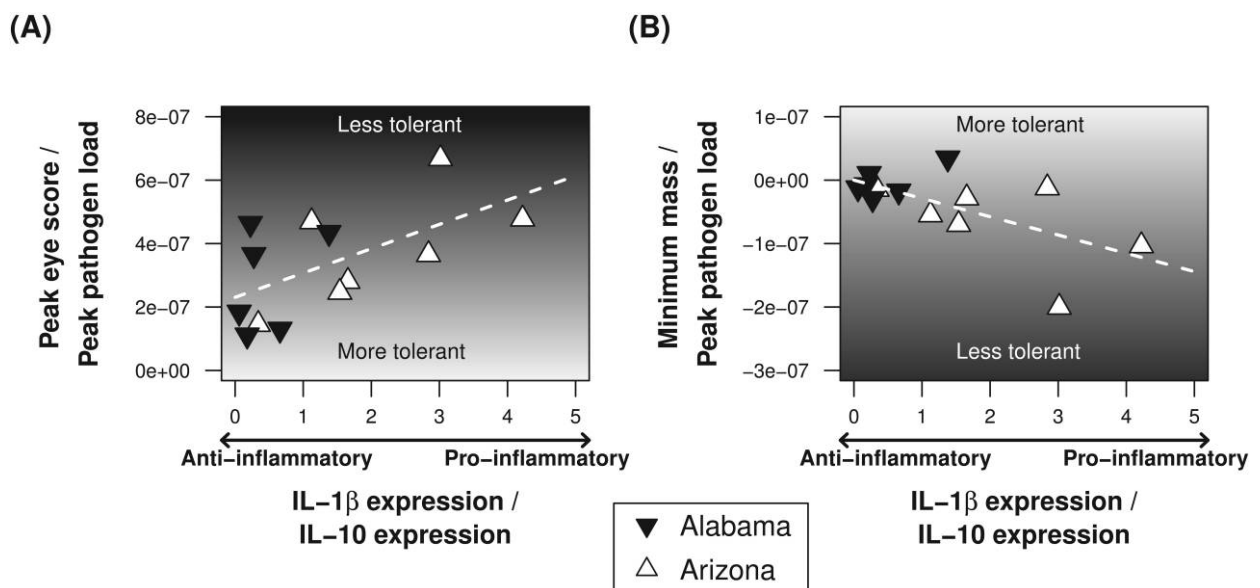 (A)
Peak eye score /
Peak pathogen load
8e−07
6e−07
4e−07
2e−07
0e+00
Less tolerant
More tolerant
0 1 2 3 4 5
Anti−inflammatory Pro−inflammatory
IL−1β expression /
IL−10 expression
(B)
Minimum mass /
Peak pathogen load
1e−07
0e+00
−1e−07
−2e−07
−3e−07
More tolerant
Less tolerant
0 1 2 3 4 5
Anti−inflammatory Pro−inflammatory
IL−1β expression /
IL−10 expression
Alabama
Arizona